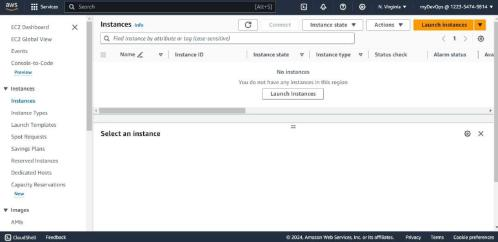 aws
Services
Search
[Alt+S]
N. Virginia
myDevOps @ 1223-5474-5614
EC2 Dashboard
EC2 Global View
Events
Console-to-Code
Preview
Instances
Instances
Instance Types
Launch Templates
Spot Requests
Savings Plans
Reserved Instances
Dedicated Hosts
Capacity Reservations
New
Images
AMIs
Instances Info
Connect
Instance state
Actions
Launch instances
Find Instance by attribute or tag (case-sensitive)
1
Name
Instance ID
Instance state
Instance type
Status check
Alarm status
Ava
No instances
You do not have any instances in this region
Launch instances
Select an instance
CloudShell
Feedback
© 2024, Amazon Web Services, Inc. or its affiliates.
Privacy
Terms
Cookie preferences